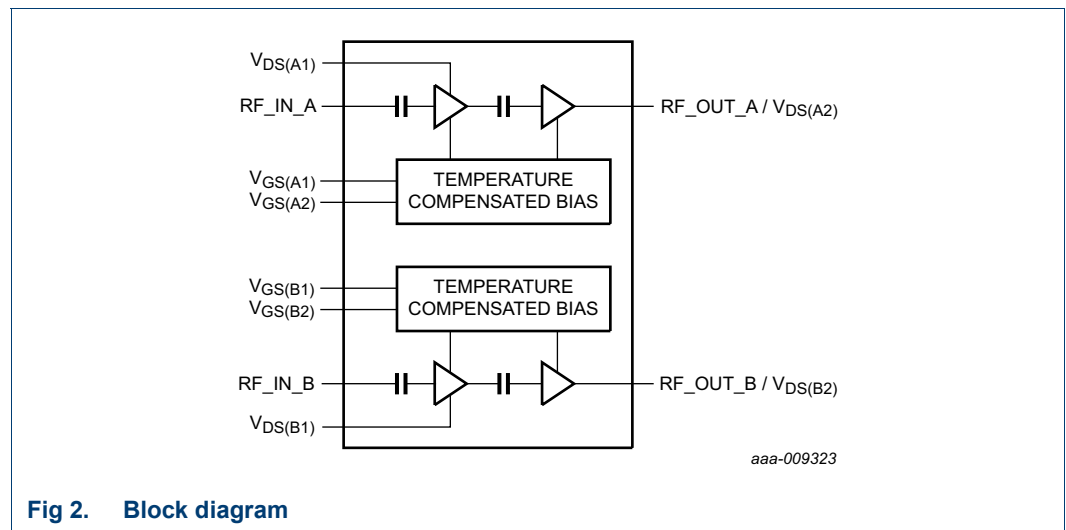 VDS(A1)
RF_IN_A
RF_OUT_A / VDS(A2)
VGS(A1)
VGS(A2)
TEMPERATURE
COMPENSATED BIAS
VGS(B1)
VGS(B2)
TEMPERATURE
COMPENSATED BIAS
RF_IN_B
RF_OUT_B / VDS(B2)
VDS(B1)
aaa-009323
Fig 2. Block diagram